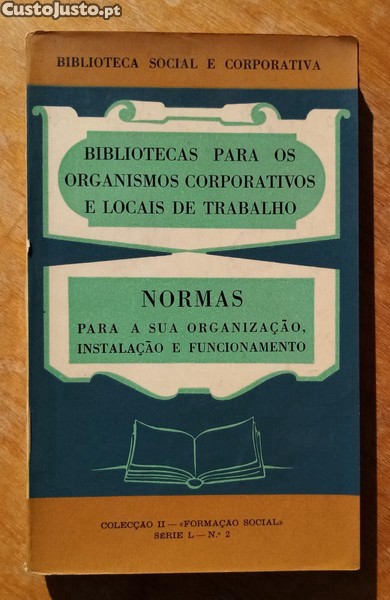 CustoJusto.pt
BIBLIOTECA SOCIAL E CORPORATIVA
BIBLIOTECAS PARA OS
ORGANISMOS CORPORATIVOS
E LOCAIS DE TRABALHO
NORMAS
PARA A SUA ORGANIZAÇÃO,
INSTALAÇÃO E FUNCIONAMENTO
COLECÇÃO II — «FORMAÇÃO SOCIAL»
SÉRIE L — N.º 2